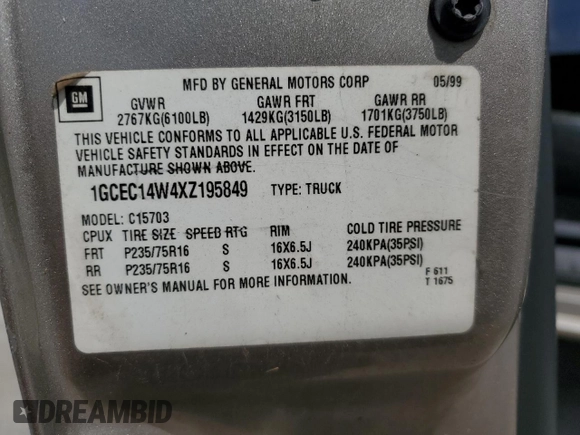 MFD BY GENERAL MOTORS CORP 05/99
GM
GVWR GAWR FRT GAWR RR
2767KG(6100LB) 1429KG(3150LB) 1701KG(3750LB)
THIS VEHICLE CONFORMS TO ALL APPLICABLE U.S. FEDERAL MOTOR
VEHICLE SAFETY STANDARDS IN EFFECT ON THE DATE OF
MANUFACTURE SHOWN ABOVE.
1GCEC14W4XZ195849 TYPE: TRUCK
MODEL: C15703
CPUX TIRE SIZE SPEED RTG RIM COLD TIRE PRESSURE
FRT P235/75R16 S 16X6.5J 240KPA(35PSI)
RR P235/75R16 S 16X6.5J 240KPA(35PSI)
SEE OWNER'S MANUAL FOR MORE INFORMATION.
F 611
T 1675
DREAMBID